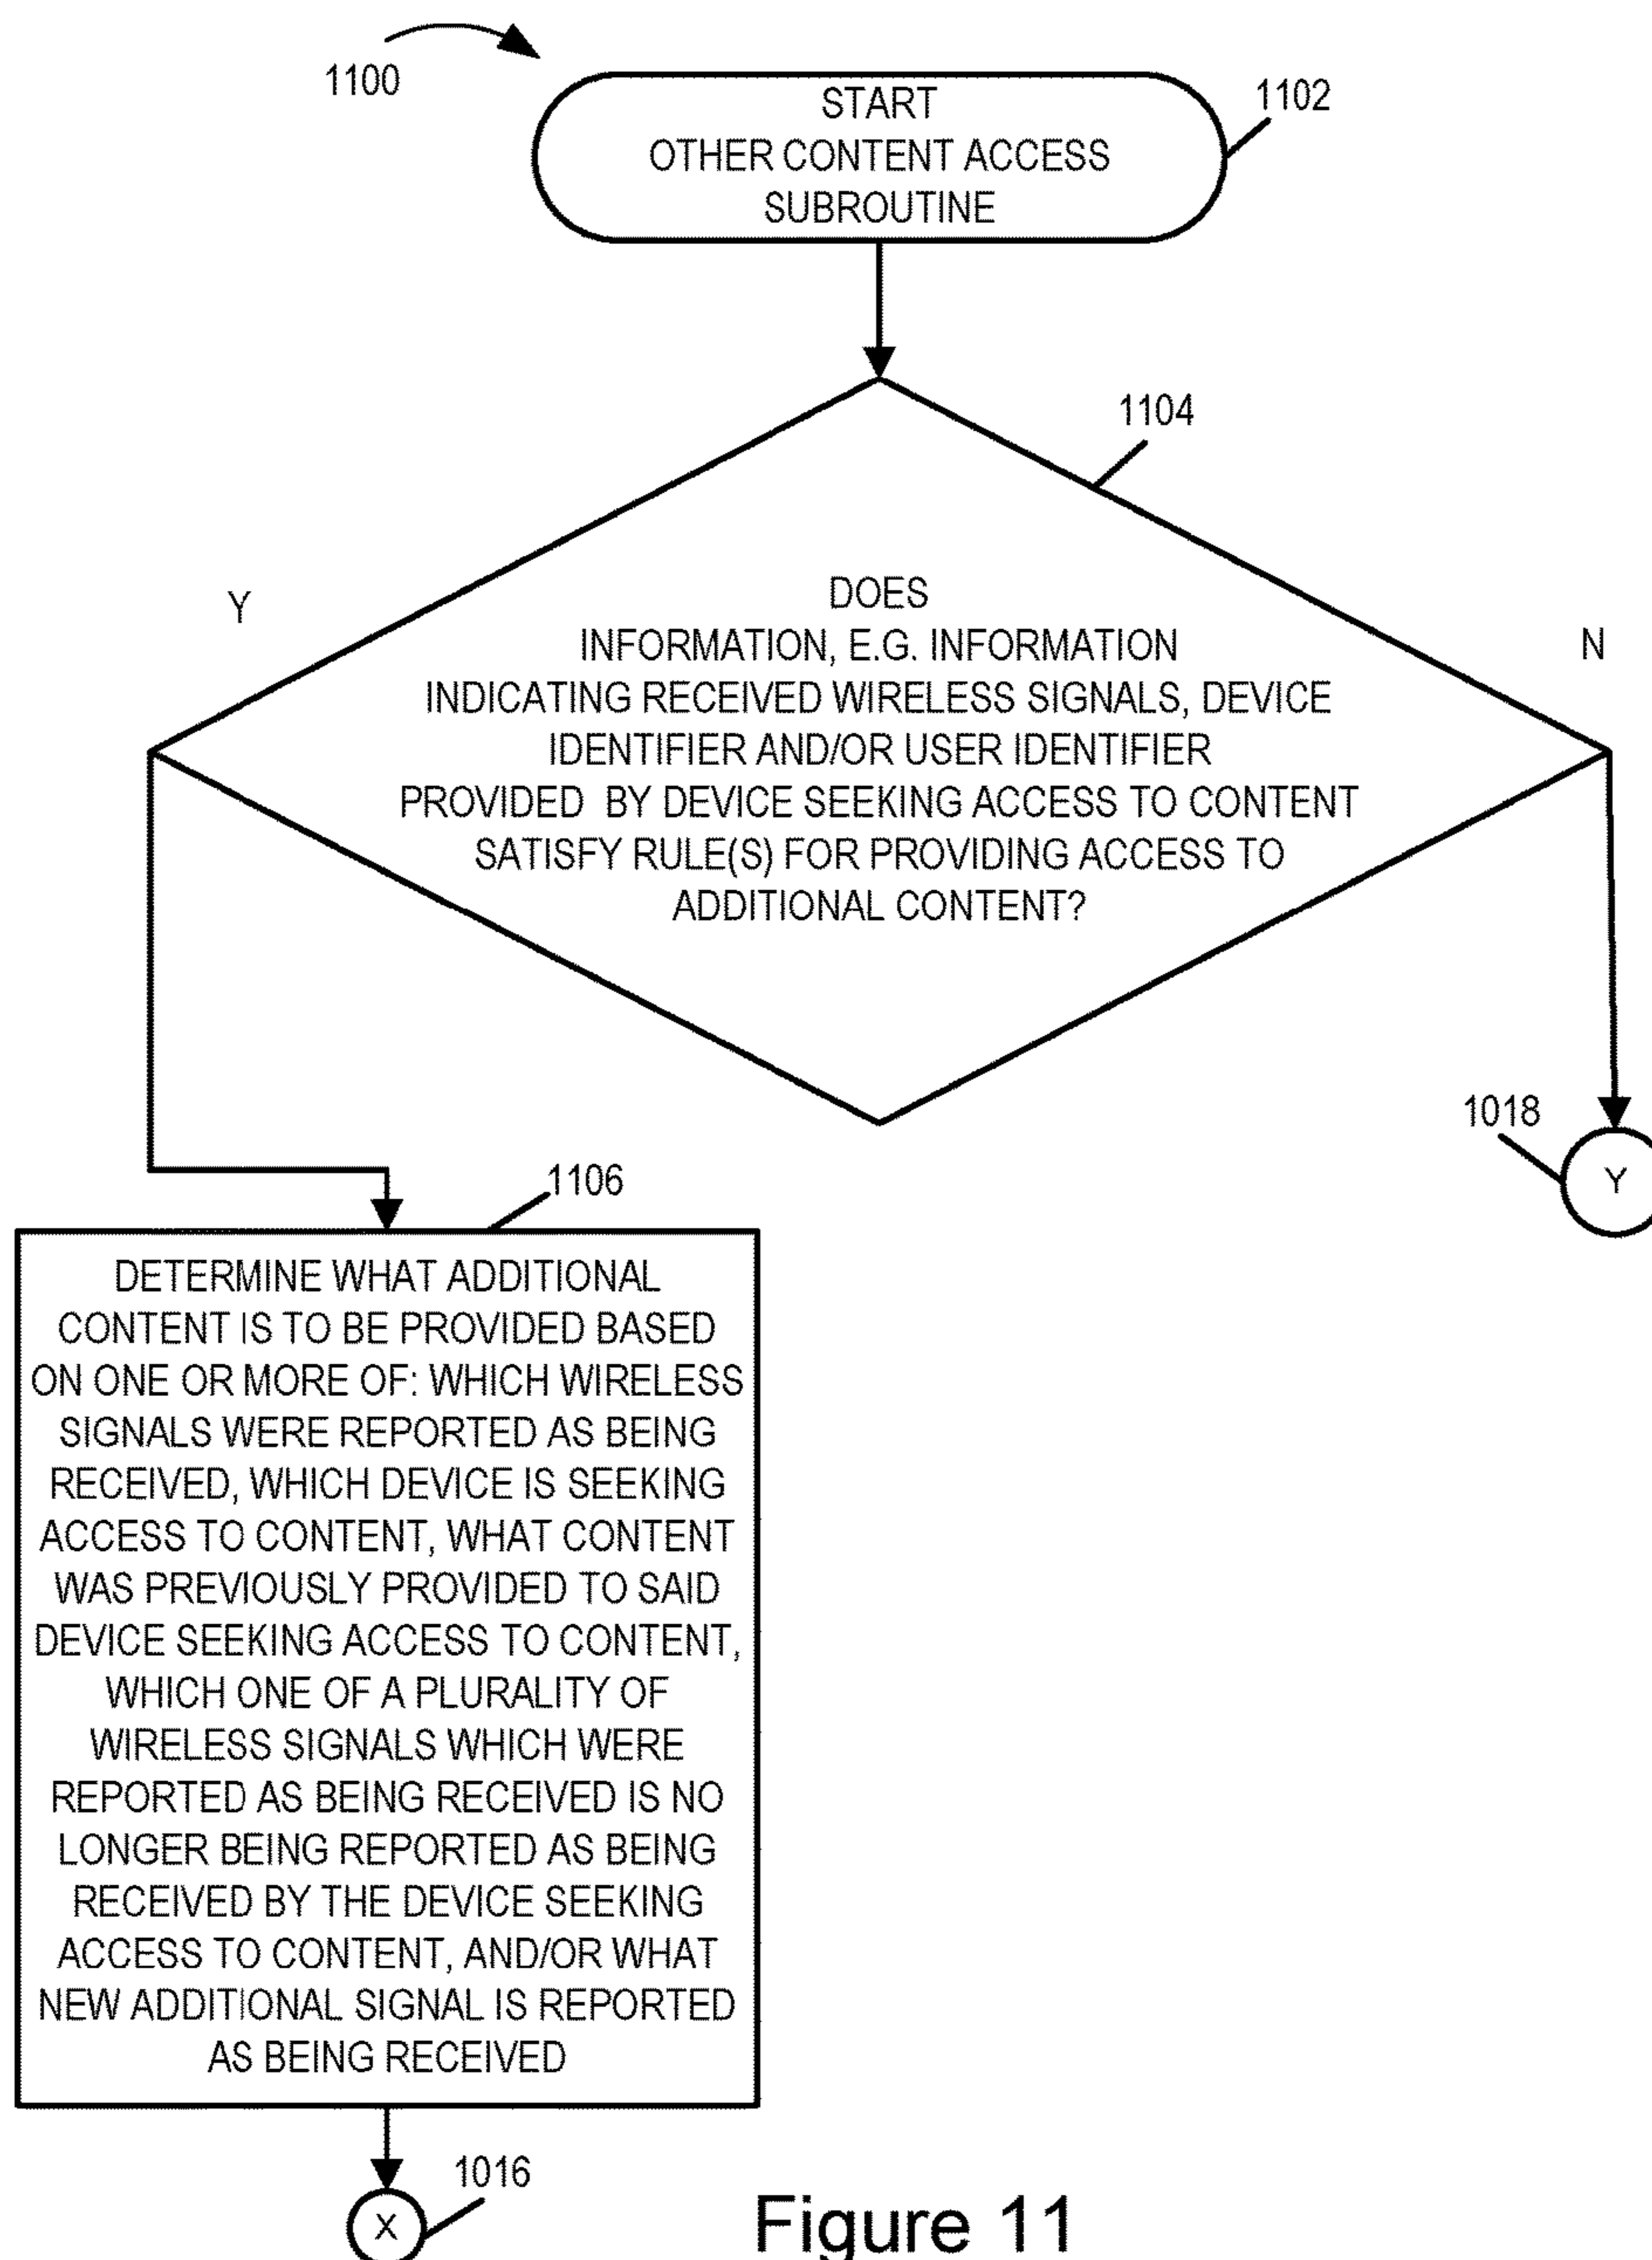 1100
START
OTHER CONTENT ACCESS
SUBROUTINE
1102
1104
Y
N
DOES
INFORMATION, E.G. INFORMATION
INDICATING RECEIVED WIRELESS SIGNALS, DEVICE
IDENTIFIER AND/OR USER IDENTIFIER
PROVIDED BY DEVICE SEEKING ACCESS TO CONTENT
SATISFY RULE(S) FOR PROVIDING ACCESS TO
ADDITIONAL CONTENT?
1018
Y
1106
DETERMINE WHAT ADDITIONAL
CONTENT IS TO BE PROVIDED BASED
ON ONE OR MORE OF: WHICH WIRELESS
SIGNALS WERE REPORTED AS BEING
RECEIVED, WHICH DEVICE IS SEEKING
ACCESS TO CONTENT, WHAT CONTENT
WAS PREVIOUSLY PROVIDED TO SAID
DEVICE SEEKING ACCESS TO CONTENT,
WHICH ONE OF A PLURALITY OF
WIRELESS SIGNALS WHICH WERE
REPORTED AS BEING RECEIVED IS NO
LONGER BEING REPORTED AS BEING
RECEIVED BY THE DEVICE SEEKING
ACCESS TO CONTENT, AND/OR WHAT
NEW ADDITIONAL SIGNAL IS REPORTED
AS BEING RECEIVED
1016
X
Figure 11